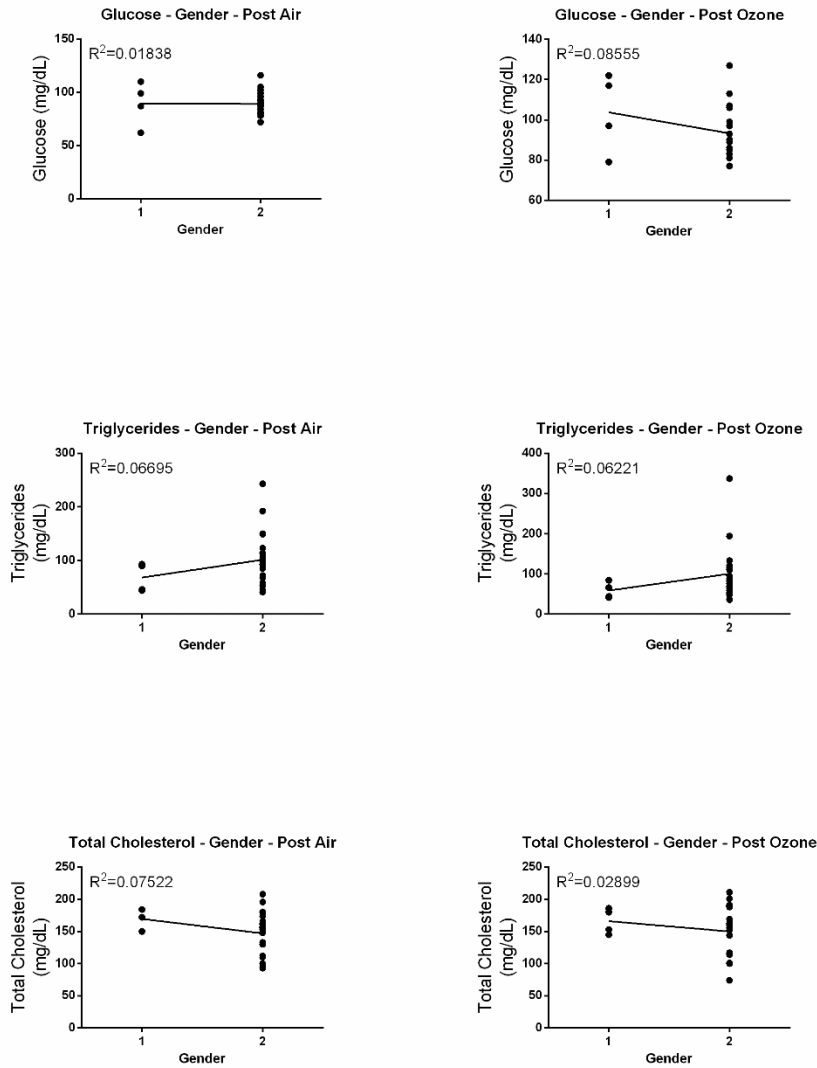 Glucose - Gender - Post Air
R²=0.01838
150
100
50
0
Glucose (mg/dL)
1 2
Gender
Glucose - Gender - Post Ozone
R²=0.08555
140
120
100
80
60
Glucose (mg/dL)
1 2
Gender
Triglycerides - Gender - Post Air
R²=0.06695
300
200
100
0
Triglycerides
(mg/dL)
1 2
Gender
Triglycerides - Gender - Post Ozone
R²=0.06221
400
300
200
100
0
Triglycerides
(mg/dL)
1 2
Gender
Total Cholesterol - Gender - Post Air
R²=0.07522
250
200
150
100
50
0
Total Cholesterol
(mg/dL)
1 2
Gender
Total Cholesterol - Gender - Post Ozone
R²=0.02899
250
200
150
100
50
0
Total Cholesterol
(mg/dL)
1 2
Gender